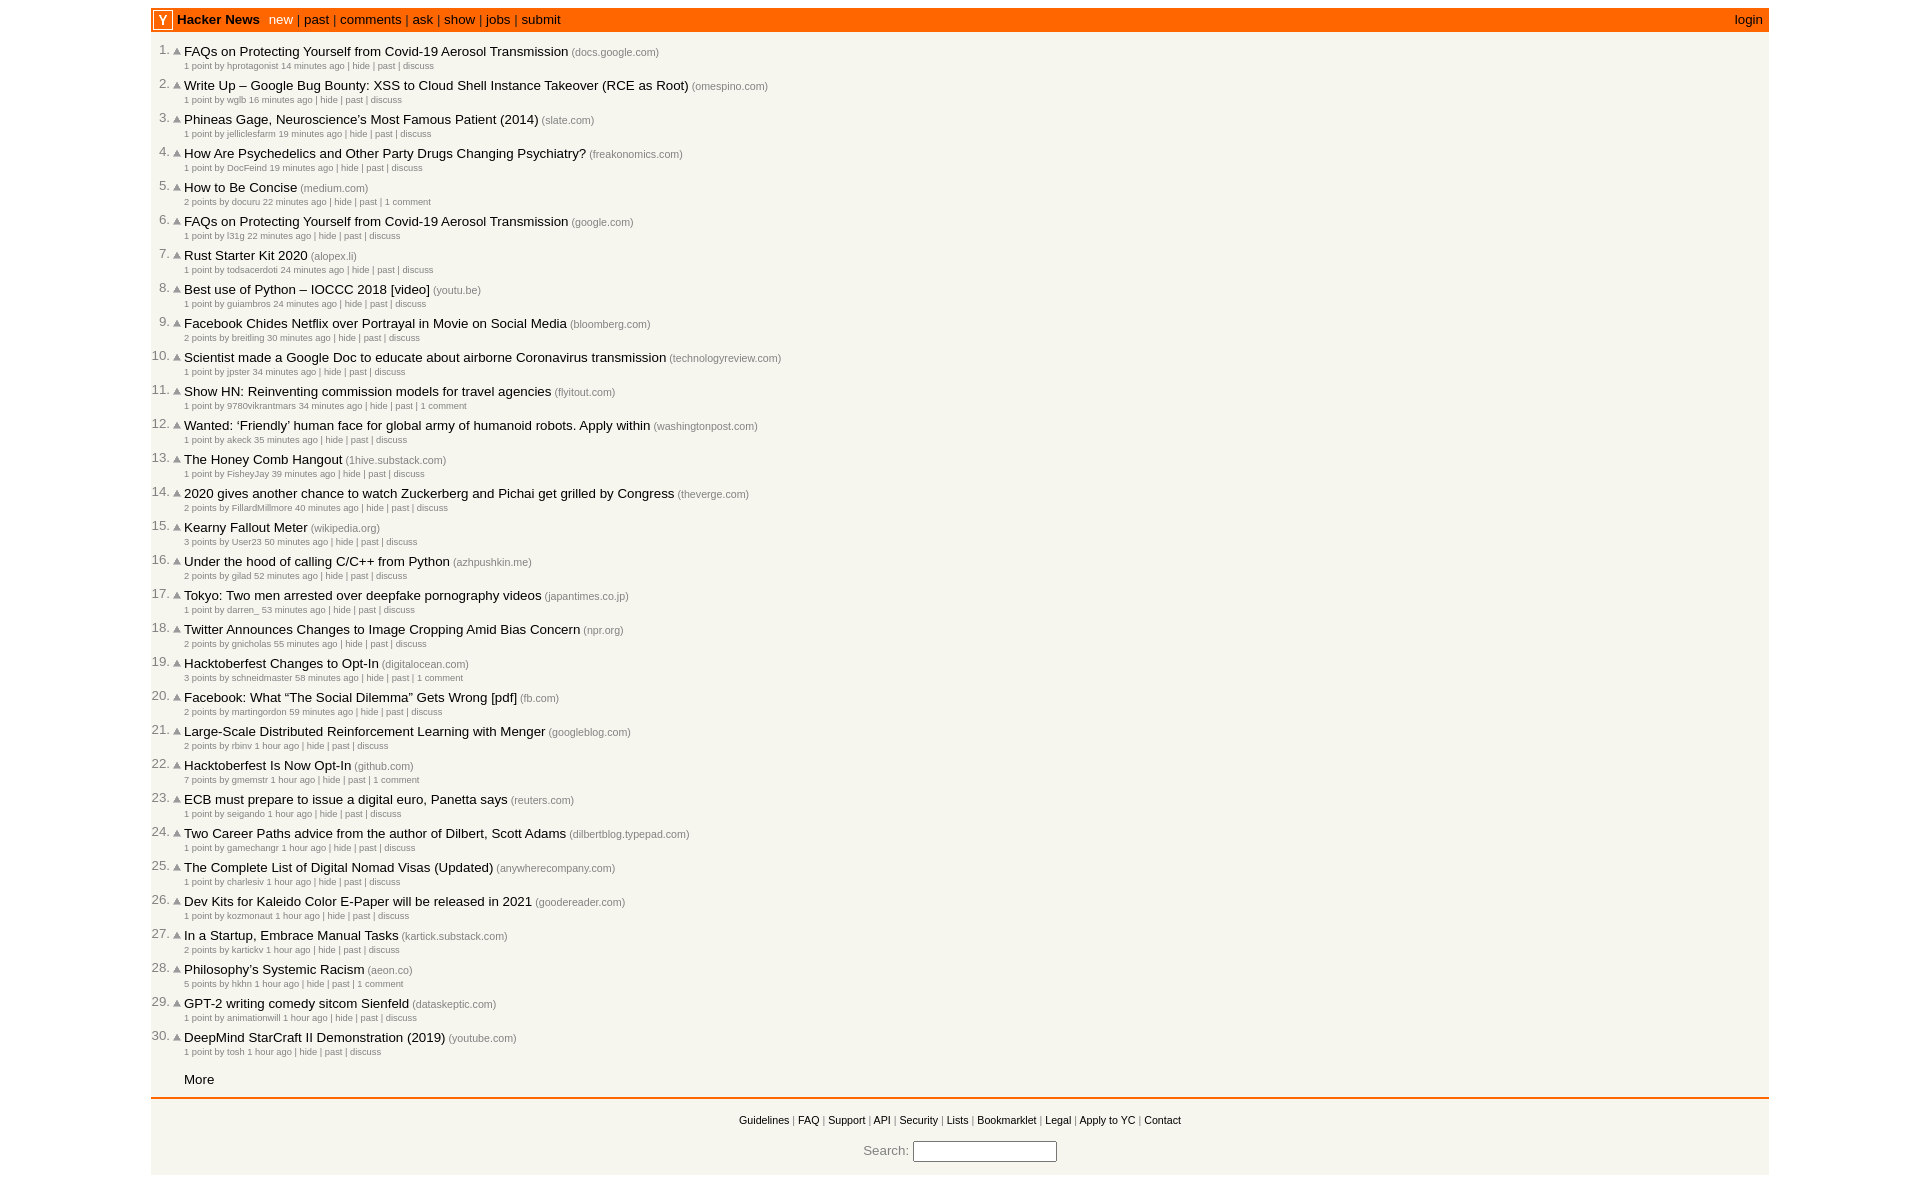 Y Hacker News new | past | comments | ask | show | jobs | submit login
1. FAQs on Protecting Yourself from Covid-19 Aerosol Transmission (docs.google.com)
1 point by hprotagonist 14 minutes ago | hide | past | discuss
2. Write Up – Google Bug Bounty: XSS to Cloud Shell Instance Takeover (RCE as Root) (omespino.com)
1 point by wglb 16 minutes ago | hide | past | discuss
3. Phineas Gage, Neuroscience’s Most Famous Patient (2014) (slate.com)
1 point by jelliclesfarm 19 minutes ago | hide | past | discuss
4. How Are Psychedelics and Other Party Drugs Changing Psychiatry? (freakonomics.com)
1 point by DocFeind 19 minutes ago | hide | past | discuss
5. How to Be Concise (medium.com)
2 points by docuru 22 minutes ago | hide | past | 1 comment
6. FAQs on Protecting Yourself from Covid-19 Aerosol Transmission (google.com)
1 point by l31g 22 minutes ago | hide | past | discuss
7. Rust Starter Kit 2020 (alopex.li)
1 point by todsacerdoti 24 minutes ago | hide | past | discuss
8. Best use of Python – IOCCC 2018 [video] (youtu.be)
1 point by guiambros 24 minutes ago | hide | past | discuss
9. Facebook Chides Netflix over Portrayal in Movie on Social Media (bloomberg.com)
2 points by breitling 30 minutes ago | hide | past | discuss
10. Scientist made a Google Doc to educate about airborne Coronavirus transmission (technologyreview.com)
1 point by jpster 34 minutes ago | hide | past | discuss
11. Show HN: Reinventing commission models for travel agencies (flyitout.com)
1 point by 9780vikrantmars 34 minutes ago | hide | past | 1 comment
12. Wanted: ‘Friendly’ human face for global army of humanoid robots. Apply within (washingtonpost.com)
1 point by akeck 35 minutes ago | hide | past | discuss
13. The Honey Comb Hangout (1hive.substack.com)
1 point by FisheyJay 39 minutes ago | hide | past | discuss
14. 2020 gives another chance to watch Zuckerberg and Pichai get grilled by Congress (theverge.com)
2 points by FillardMillmore 40 minutes ago | hide | past | discuss
15. Kearny Fallout Meter (wikipedia.org)
3 points by User23 50 minutes ago | hide | past | discuss
16. Under the hood of calling C/C++ from Python (azhpushkin.me)
2 points by gilad 52 minutes ago | hide | past | discuss
17. Tokyo: Two men arrested over deepfake pornography videos (japantimes.co.jp)
1 point by darren_ 53 minutes ago | hide | past | discuss
18. Twitter Announces Changes to Image Cropping Amid Bias Concern (npr.org)
2 points by gnicholas 55 minutes ago | hide | past | discuss
19. Hacktoberfest Changes to Opt-In (digitalocean.com)
3 points by schneidmaster 58 minutes ago | hide | past | 1 comment
20. Facebook: What “The Social Dilemma” Gets Wrong [pdf] (fb.com)
2 points by martingordon 59 minutes ago | hide | past | discuss
21. Large-Scale Distributed Reinforcement Learning with Menger (googleblog.com)
2 points by rbinv 1 hour ago | hide | past | discuss
22. Hacktoberfest Is Now Opt-In (github.com)
7 points by gmemstr 1 hour ago | hide | past | 1 comment
23. ECB must prepare to issue a digital euro, Panetta says (reuters.com)
1 point by seigando 1 hour ago | hide | past | discuss
24. Two Career Paths advice from the author of Dilbert, Scott Adams (dilbertblog.typepad.com)
1 point by gamechangr 1 hour ago | hide | past | discuss
25. The Complete List of Digital Nomad Visas (Updated) (anywherecompany.com)
1 point by charlesiv 1 hour ago | hide | past | discuss
26. Dev Kits for Kaleido Color E-Paper will be released in 2021 (goodereader.com)
1 point by kozmonaut 1 hour ago | hide | past | discuss
27. In a Startup, Embrace Manual Tasks (kartick.substack.com)
2 points by kartickv 1 hour ago | hide | past | discuss
28. Philosophy’s Systemic Racism (aeon.co)
5 points by hkhn 1 hour ago | hide | past | 1 comment
29. GPT-2 writing comedy sitcom Sienfeld (dataskeptic.com)
1 point by animationwill 1 hour ago | hide | past | discuss
30. DeepMind StarCraft II Demonstration (2019) (youtube.com)
1 point by tosh 1 hour ago | hide | past | discuss
More
Guidelines | FAQ | Support | API | Security | Lists | Bookmarklet | Legal | Apply to YC | Contact
Search: